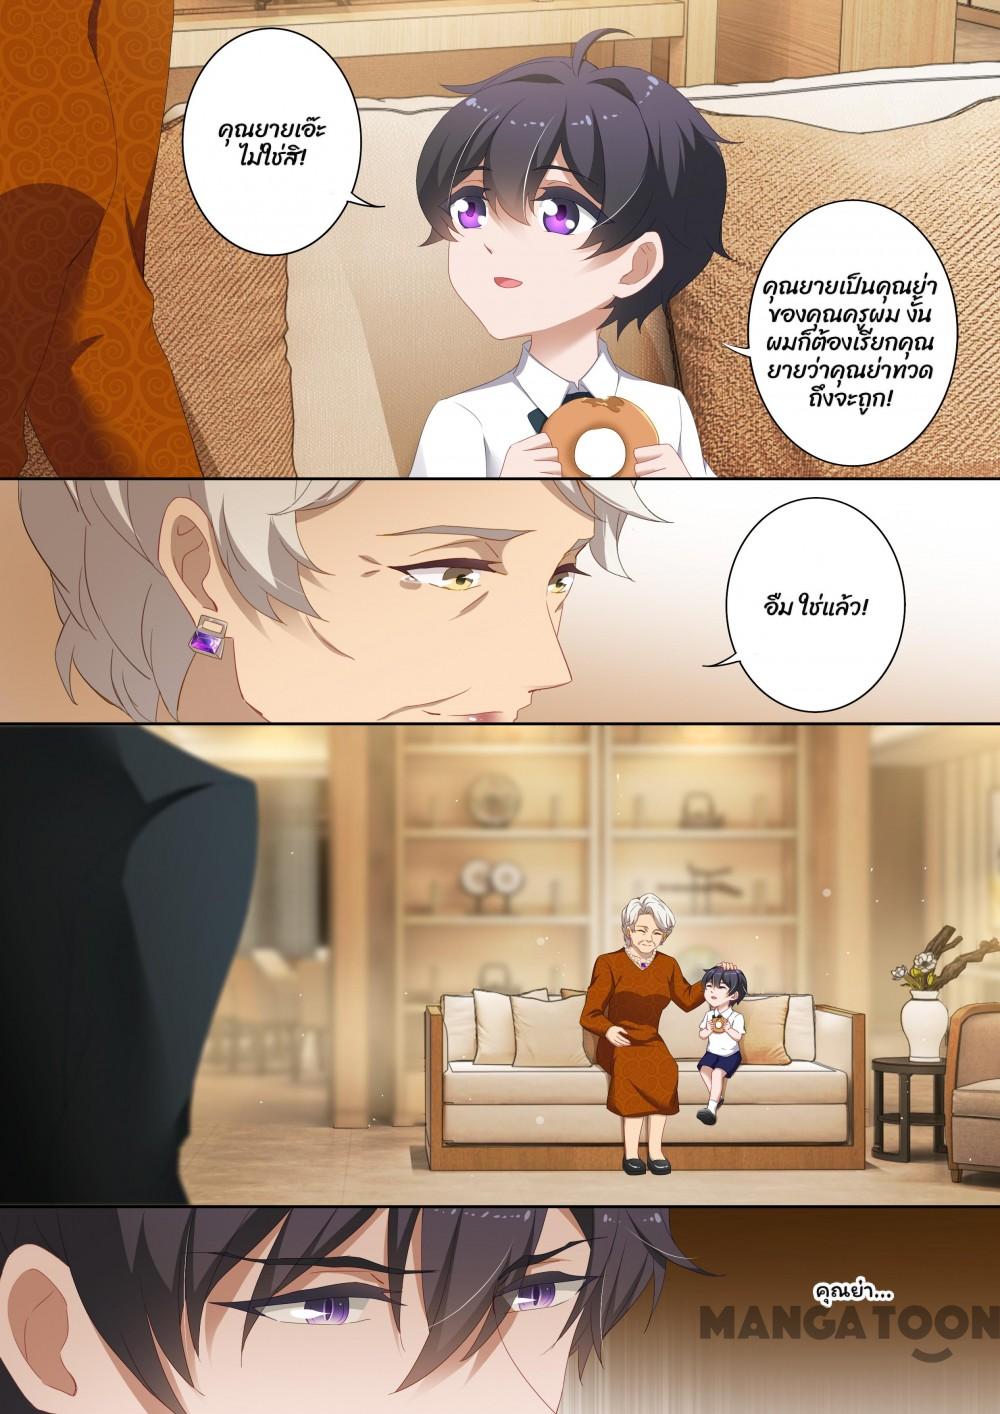 คุณยายเอ๊ะ
ไม่ใช่สิ!
คุณยายเป็นคุณย่า
ของคุณครูผม งั้น
ผมก็ต้องเรียกคุณ
ยายว่าคุณย่าทวด
ถึงจะถูก!
อืม ใช่แล้ว!
คุณย่า...
MANGATOON